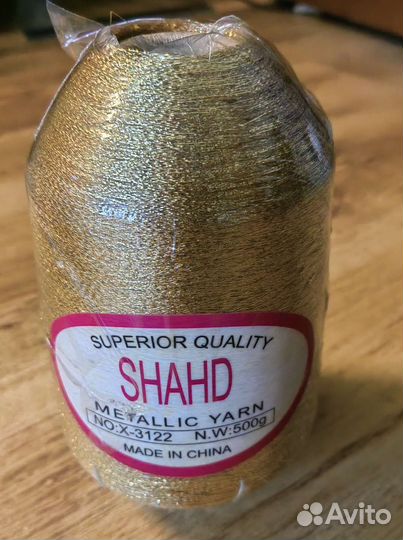 SUPERIOR QUALITY
SHAHD
METALLIC YARN
NO:X-3122 N.W:500g
MADE IN CHINA
Avito